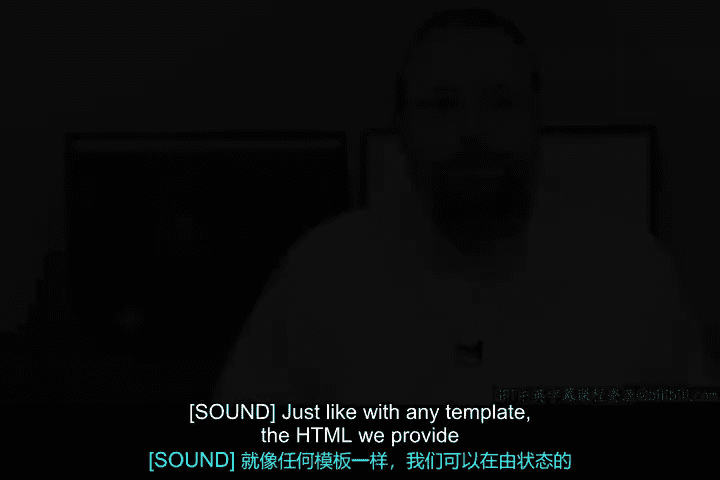 [SOUND] Just like with any template,
the HTML we provide
[SOUND] 就像任何模板一样，我们可以在由状态的